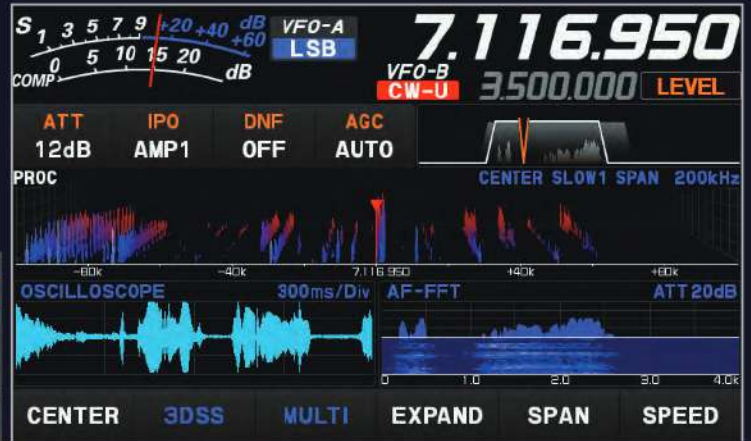 S 1 3 5 7 9 +20 +40 +60 dB
0 5 10 15 20 dB
COMP
VFO-A
LSB
7.116.950
VFO-B
CW-U
3.500.000
LEVEL
ATT IPO DNF AGC
12dB AMP1 OFF AUTO
PROC
CENTER SLOW1 SPAN 200kHz
-80k -40k 7.116.950 +40k +80k
OSCILLOSCOPE 300ms/Div
AF-FFT ATT 20dB
0 1.0 2.0 3.0 4.0k
CENTER 3DSS MULTI EXPAND SPAN SPEED